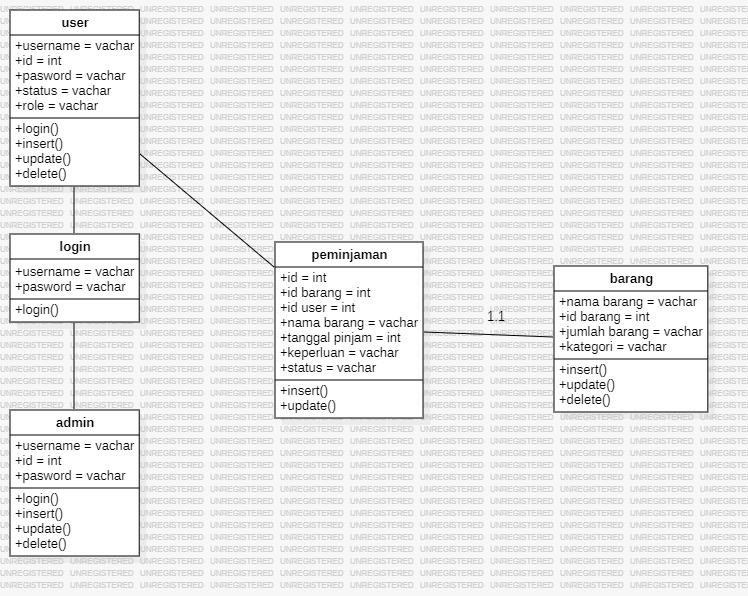 user
+username = vachar
+id = int
+pasword = vachar
+status = vachar
+role = vachar
+login()
+insert()
+update()
+delete()
login
+username = vachar
+pasword = vachar
+login()
admin
+username = vachar
+id = int
+pasword = vachar
+login()
+insert()
+update()
+delete()
peminjaman
+id = int
+id barang = int
+id user = int
+nama barang = vachar
+tanggal pinjam = int
+keperluan = vachar
+status = vachar
+insert()
+update()
1.1
barang
+nama barang = vachar
+id barang = int
+jumlah barang = vachar
+kategori = vachar
+insert()
+update()
+delete()
UNREGISTERED